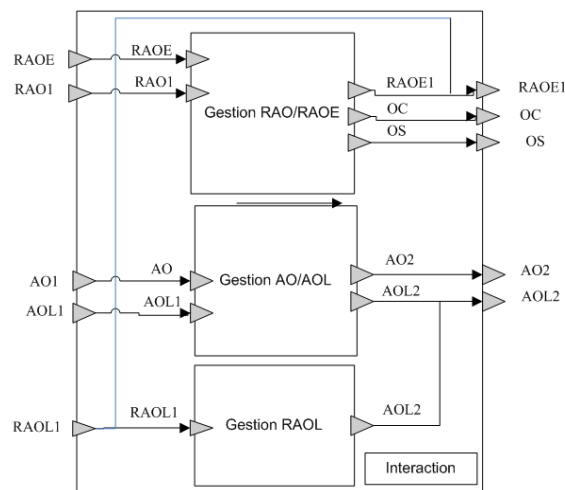 RAOE
RAOE
RAOE1
RAOE1
RAO1
RAO1
Gestion RAO/RAOE
OC
OC
OS
OS
AO1
AO
Gestion AO/AOL
AO2
AO2
AOL1
AOL1
AOL2
AOL2
RAOL1
RAOL1
Gestion RAOL
AOL2
Interaction